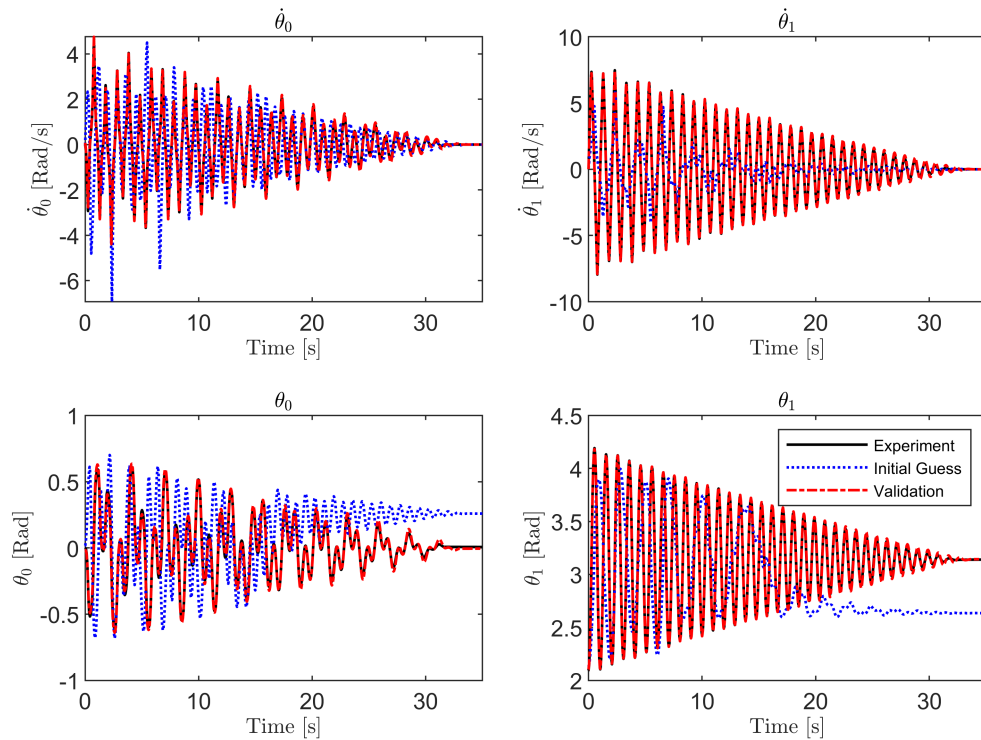 θ̇₀
θ̇₀ [Rad/s]
4
2
0
-2
-4
-6
0
10
20
30
Time [s]
θ̇₁
θ̇₁ [Rad/s]
10
5
0
-5
-10
0
10
20
30
Time [s]
θ₀
θ₀ [Rad]
1
0.5
0
-0.5
-1
0
10
20
30
Time [s]
θ₁
θ₁ [Rad]
4.5
4
3.5
3
2.5
2
0
10
20
30
Time [s]
Experiment
Initial Guess
Validation